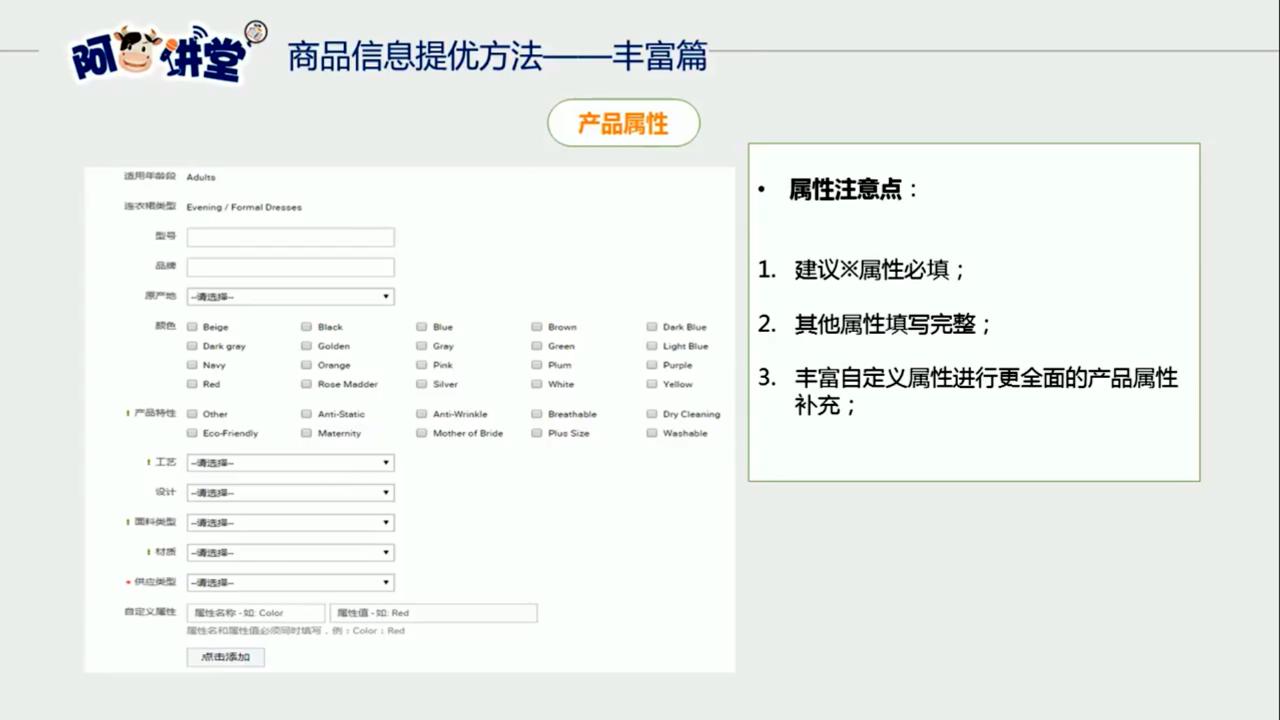 阿牛讲堂
商品信息提优方法——丰富篇
产品属性
适用年龄段 Adults
连衣裙类型 Evening / Formal Dresses
型号
品牌
原产地 --请选择--
颜色 Beige Black Blue Brown Dark Blue
Dark gray Golden Gray Green Light Blue
Navy Orange Pink Plum Purple
Red Rose Madder Silver White Yellow
! 产品特性 Other Anti-Static Anti-Wrinkle Breathable Dry Cleaning
Eco-Friendly Maternity Mother of Bride Plus Size Washable
! 工艺 --请选择--
设计 --请选择--
! 面料类型 --请选择--
! 材质 --请选择--
* 供应类型 --请选择--
自定义属性 属性名称 - 如: Color 属性值 - 如: Red
属性名和属性值必须同时填写，例：Color：Red
点击添加
• 属性注意点：
1. 建议※属性必填；
2. 其他属性填写完整；
3. 丰富自定义属性进行更全面的产品属性
补充；